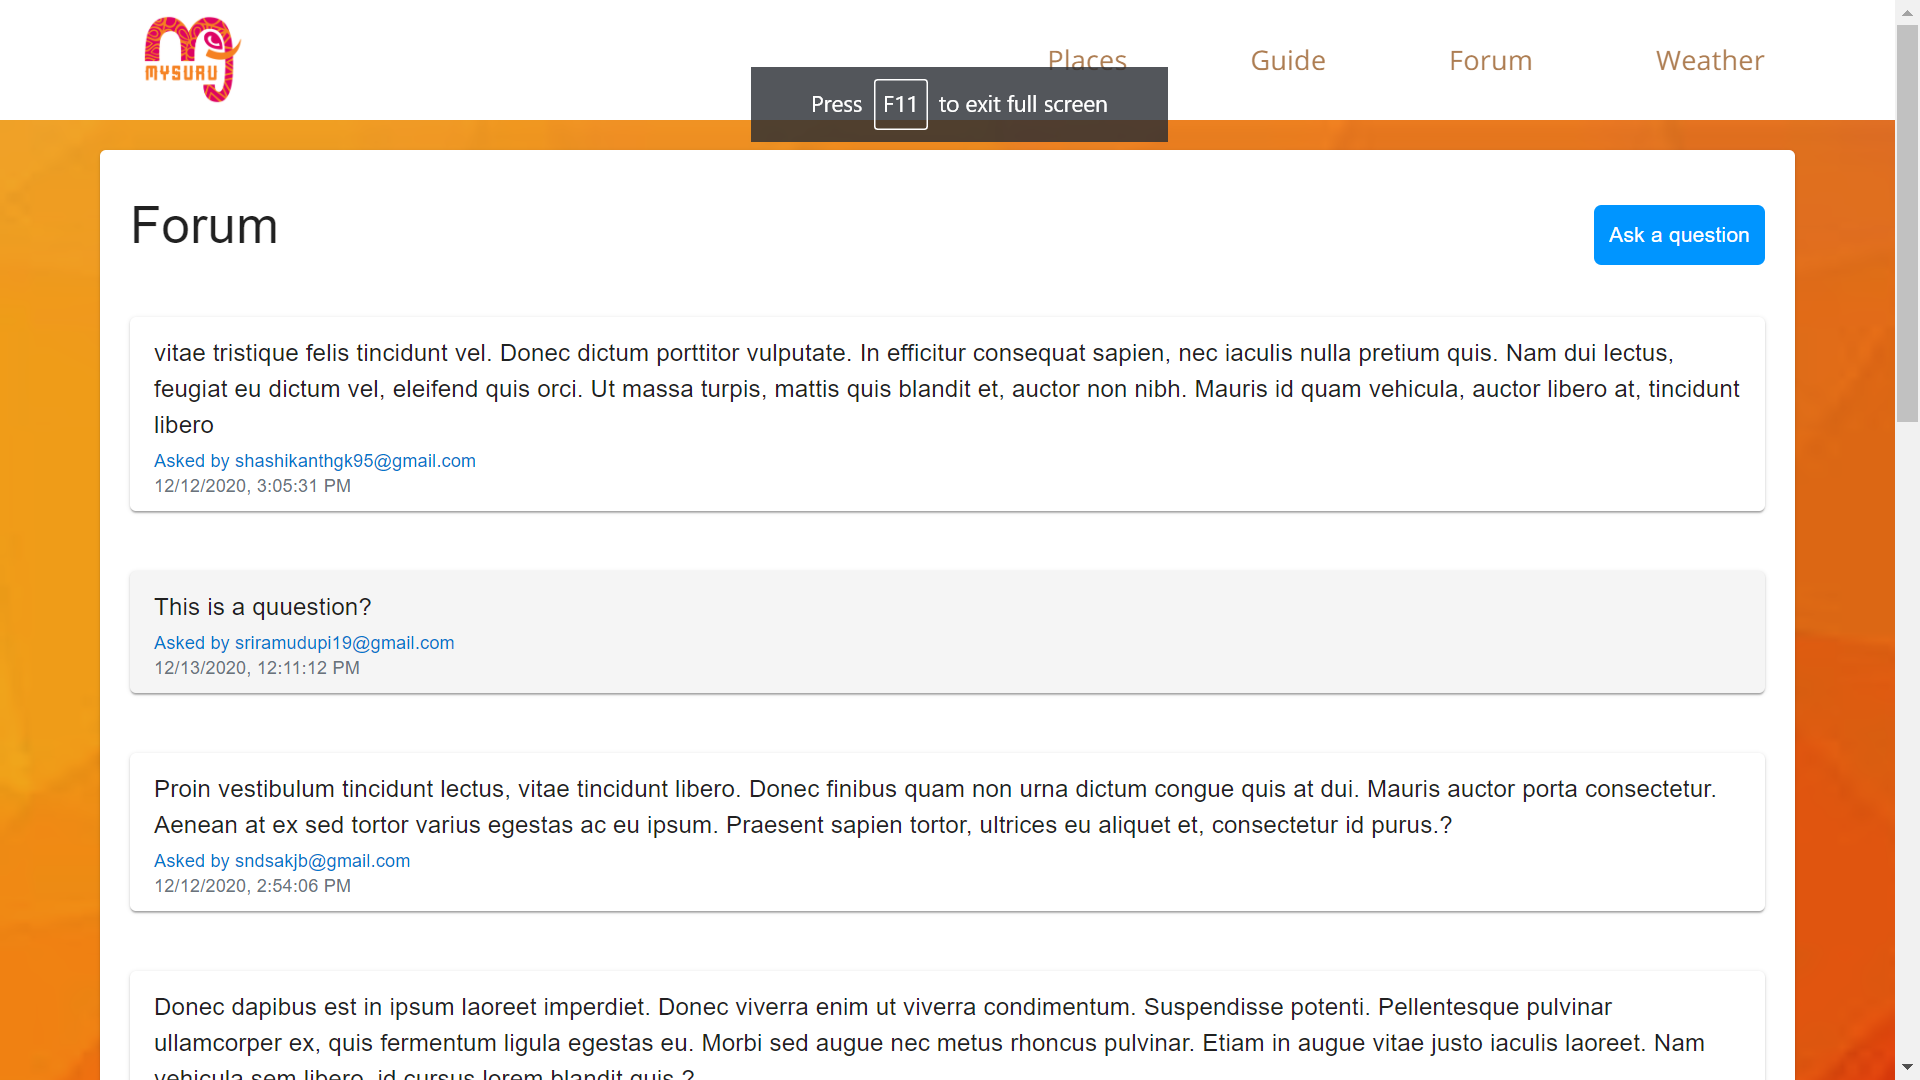 MYSURU
Places
Guide
Forum
Weather
Press F11 to exit full screen
Forum
Ask a question
vitae tristique felis tincidunt vel. Donec dictum porttitor vulputate. In efficitur consequat sapien, nec iaculis nulla pretium quis. Nam dui lectus,
feugiat eu dictum vel, eleifend quis orci. Ut massa turpis, mattis quis blandit et, auctor non nibh. Mauris id quam vehicula, auctor libero at, tincidunt
libero
Asked by shashikanthgk95@gmail.com
12/12/2020, 3:05:31 PM
This is a quuestion?
Asked by sriramudupi19@gmail.com
12/13/2020, 12:11:12 PM
Proin vestibulum tincidunt lectus, vitae tincidunt libero. Donec finibus quam non urna dictum congue quis at dui. Mauris auctor porta consectetur.
Aenean at ex sed tortor varius egestas ac eu ipsum. Praesent sapien tortor, ultrices eu aliquet et, consectetur id purus.?
Asked by sndsakjb@gmail.com
12/12/2020, 2:54:06 PM
Donec dapibus est in ipsum laoreet imperdiet. Donec viverra enim ut viverra condimentum. Suspendisse potenti. Pellentesque pulvinar
ullamcorper ex, quis fermentum ligula egestas eu. Morbi sed augue nec metus rhoncus pulvinar. Etiam in augue vitae justo iaculis laoreet. Nam
vehicula sem libero, id cursus lorem blandit quis.?